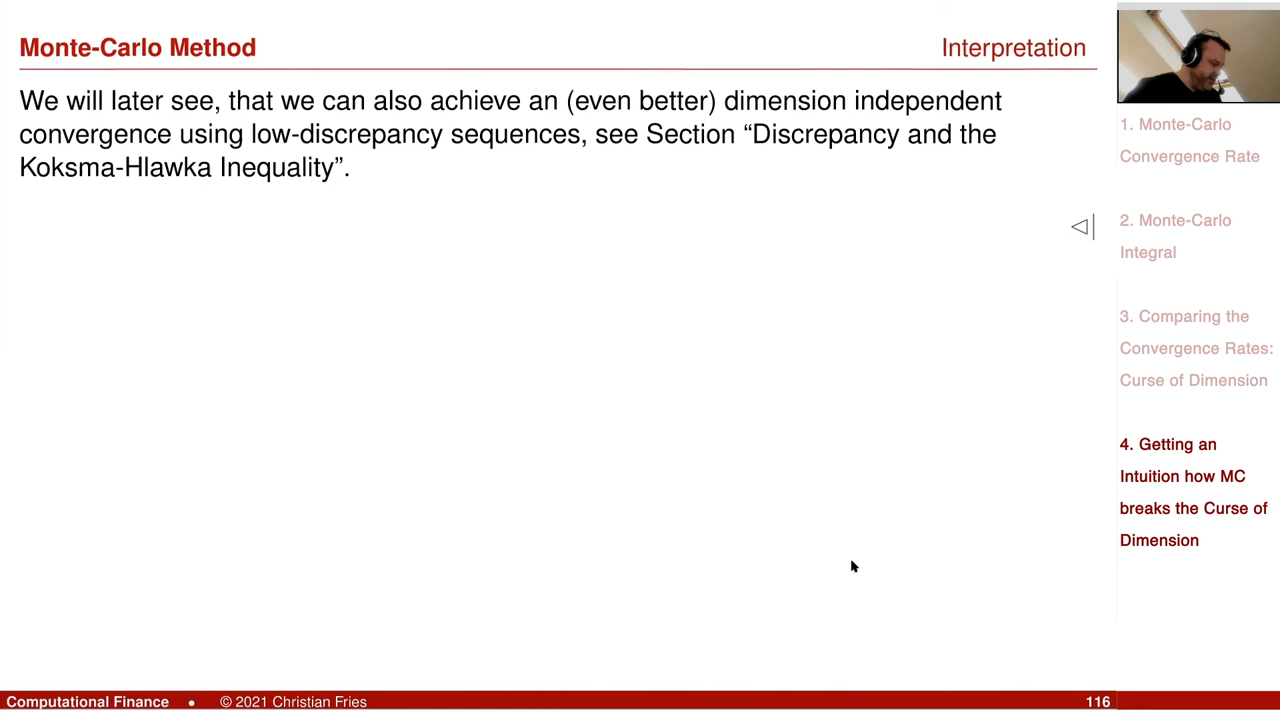 Monte-Carlo Method
Interpretation
We will later see, that we can also achieve an (even better) dimension independent
convergence using low-discrepancy sequences, see Section “Discrepancy and the
Koksma-Hlawka Inequality”.
1. Monte-Carlo
Convergence Rate
2. Monte-Carlo
Integral
3. Comparing the
Convergence Rates:
Curse of Dimension
4. Getting an
Intuition how MC
breaks the Curse of
Dimension
Computational Finance • © 2021 Christian Fries
116